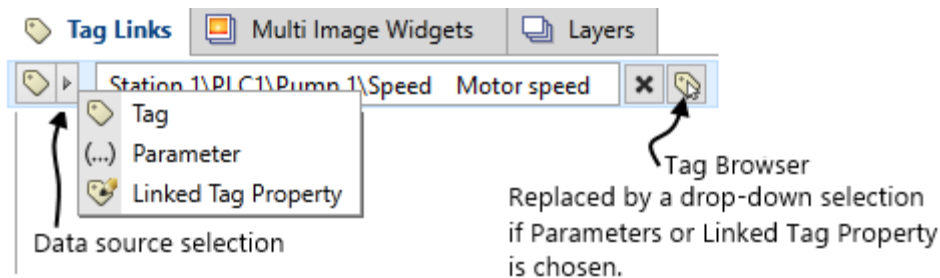 Tag Links Multi Image Widgets Layers
Station 1\PLC1\Pump 1\Speed Motor speed
Tag
(...) Parameter
Linked Tag Property
Data source selection
Tag Browser
Replaced by a drop-down selection
if Parameters or Linked Tag Property
is chosen.